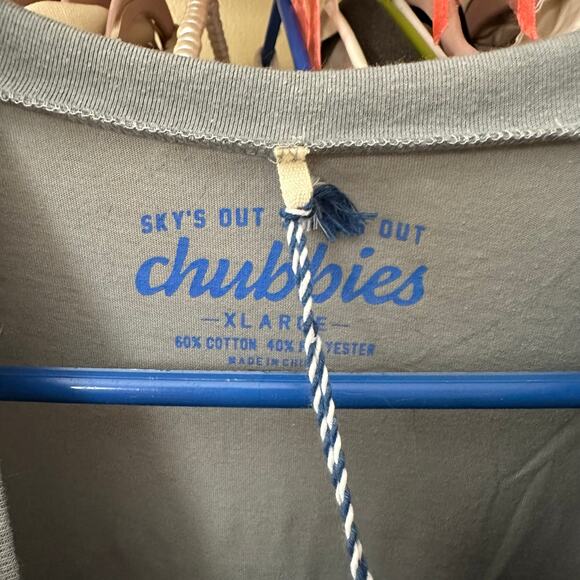 SKY'S OUT OUT
chubbies
-XLARGE-
60% COTTON 40% POLYESTER
MADE IN CHINA